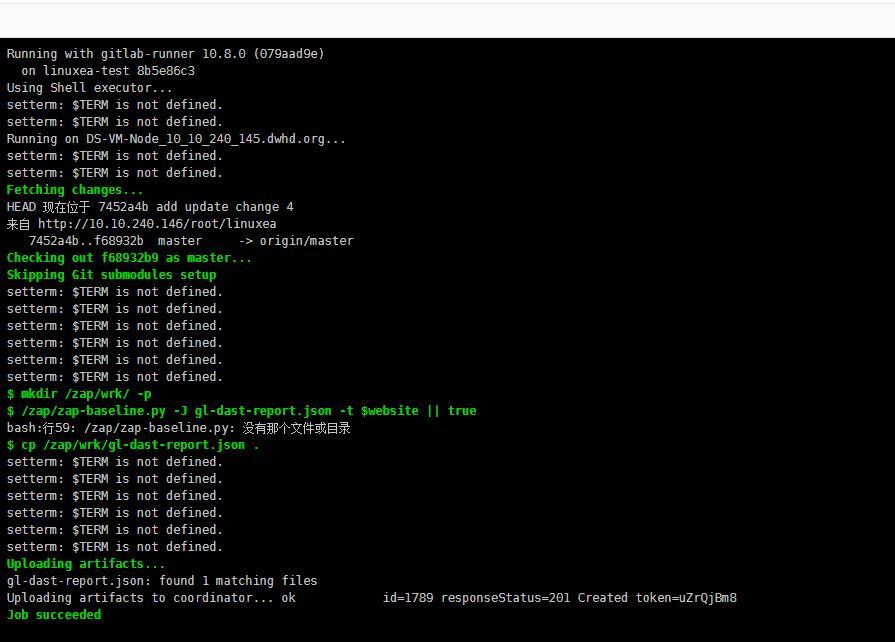 Running with gitlab-runner 10.8.0 (079aad9e)
on linuxea-test 8b5e86c3
Using Shell executor...
setterm: $TERM is not defined.
setterm: $TERM is not defined.
Running on DS-VM-Node_10_10_240_145.dwhd.org...
setterm: $TERM is not defined.
setterm: $TERM is not defined.
Fetching changes...
HEAD 现在位于 7452a4b add update change 4
来自 http://10.10.240.146/root/linuxea
7452a4b..f68932b  master     -> origin/master
Checking out f68932b9 as master...
Skipping Git submodules setup
setterm: $TERM is not defined.
setterm: $TERM is not defined.
setterm: $TERM is not defined.
setterm: $TERM is not defined.
setterm: $TERM is not defined.
setterm: $TERM is not defined.
$ mkdir /zap/wrk/ -p
$ /zap/zap-baseline.py -J gl-dast-report.json -t $website || true
bash:行59: /zap/zap-baseline.py: 没有那个文件或目录
$ cp /zap/wrk/gl-dast-report.json .
setterm: $TERM is not defined.
setterm: $TERM is not defined.
setterm: $TERM is not defined.
setterm: $TERM is not defined.
setterm: $TERM is not defined.
setterm: $TERM is not defined.
Uploading artifacts...
gl-dast-report.json: found 1 matching files
Uploading artifacts to coordinator... ok            id=1789 responseStatus=201 Created token=uZrQjBm8
Job succeeded